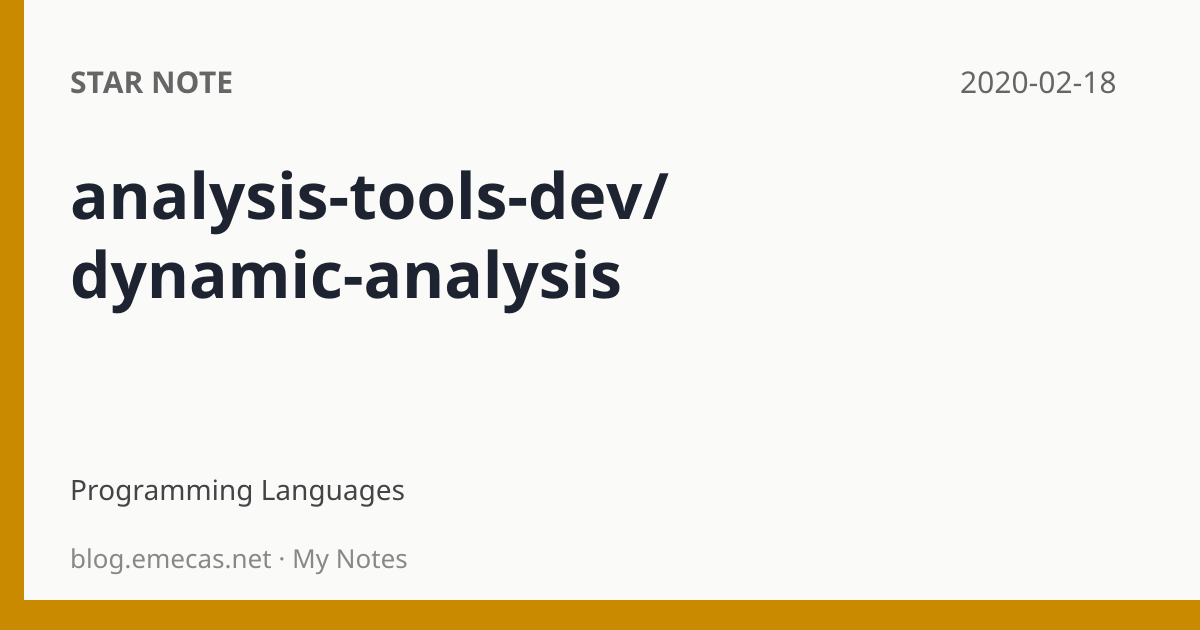 STAR NOTE
2020-02-18
analysis-tools-dev/
dynamic-analysis
Programming Languages
blog.emecas.net · My Notes